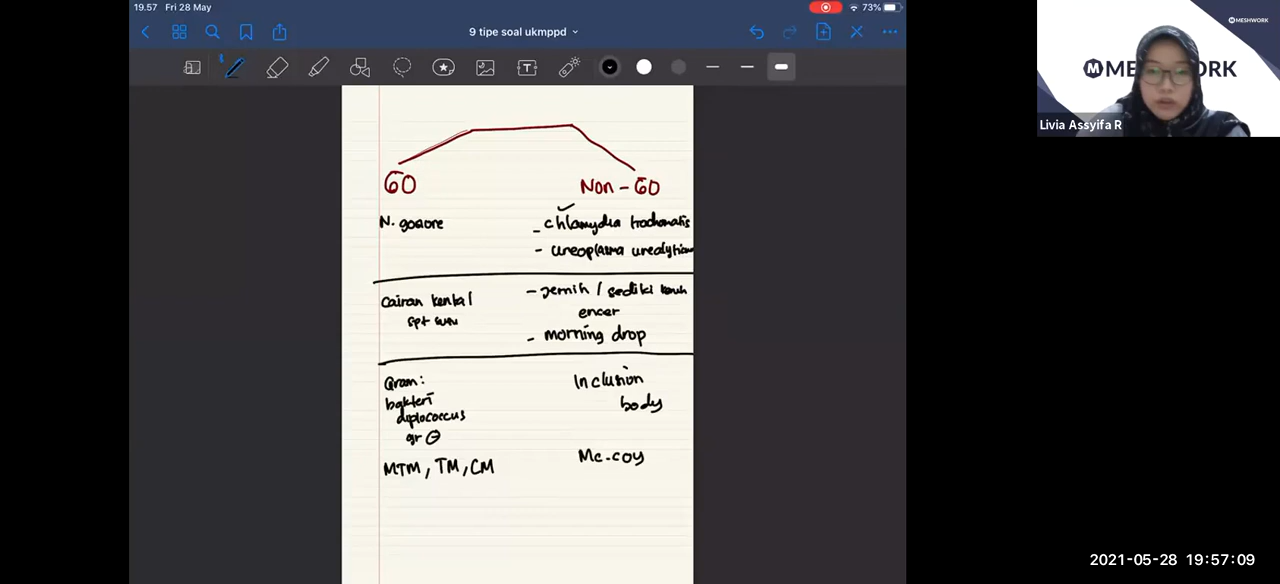 19.57 Fri 28 May
73%
9 tipe soal ukmppd
MESHWORK
MESHWORK
Livia Assyifa R
GO
Non - GO
N. gonore
- chlamydia trachomatis
- ureoplasma urealyticum
Cairan kental
spt susu
- Jernih / sedikit keruh
encer
- morning drop
Gram:
bakteri
diplococcus
gr ⊖
Inclusion
body
MTM, TM, CM
Mc-coy
2021-05-28 19:57:09